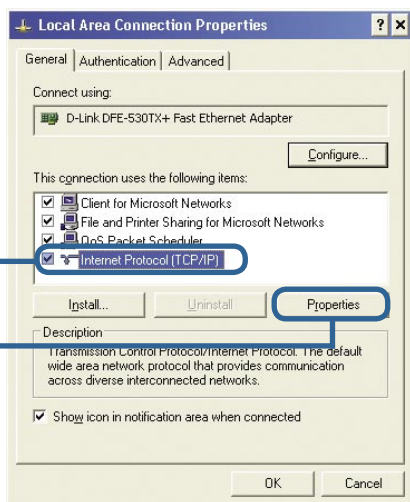 Local Area Connection Properties
General Authentication Advanced
Connect using:
D-Link DFE-530TX+ Fast Ethernet Adapter
Configure...
This connection uses the following items:
Client for Microsoft Networks
File and Printer Sharing for Microsoft Networks
QoS Packet Scheduler
Internet Protocol (TCP/IP)
Install... Uninstall Properties
Description
Transmission Control Protocol/Internet Protocol. The default
wide area network protocol that provides communication
across diverse interconnected networks.
Show icon in notification area when connected
OK Cancel